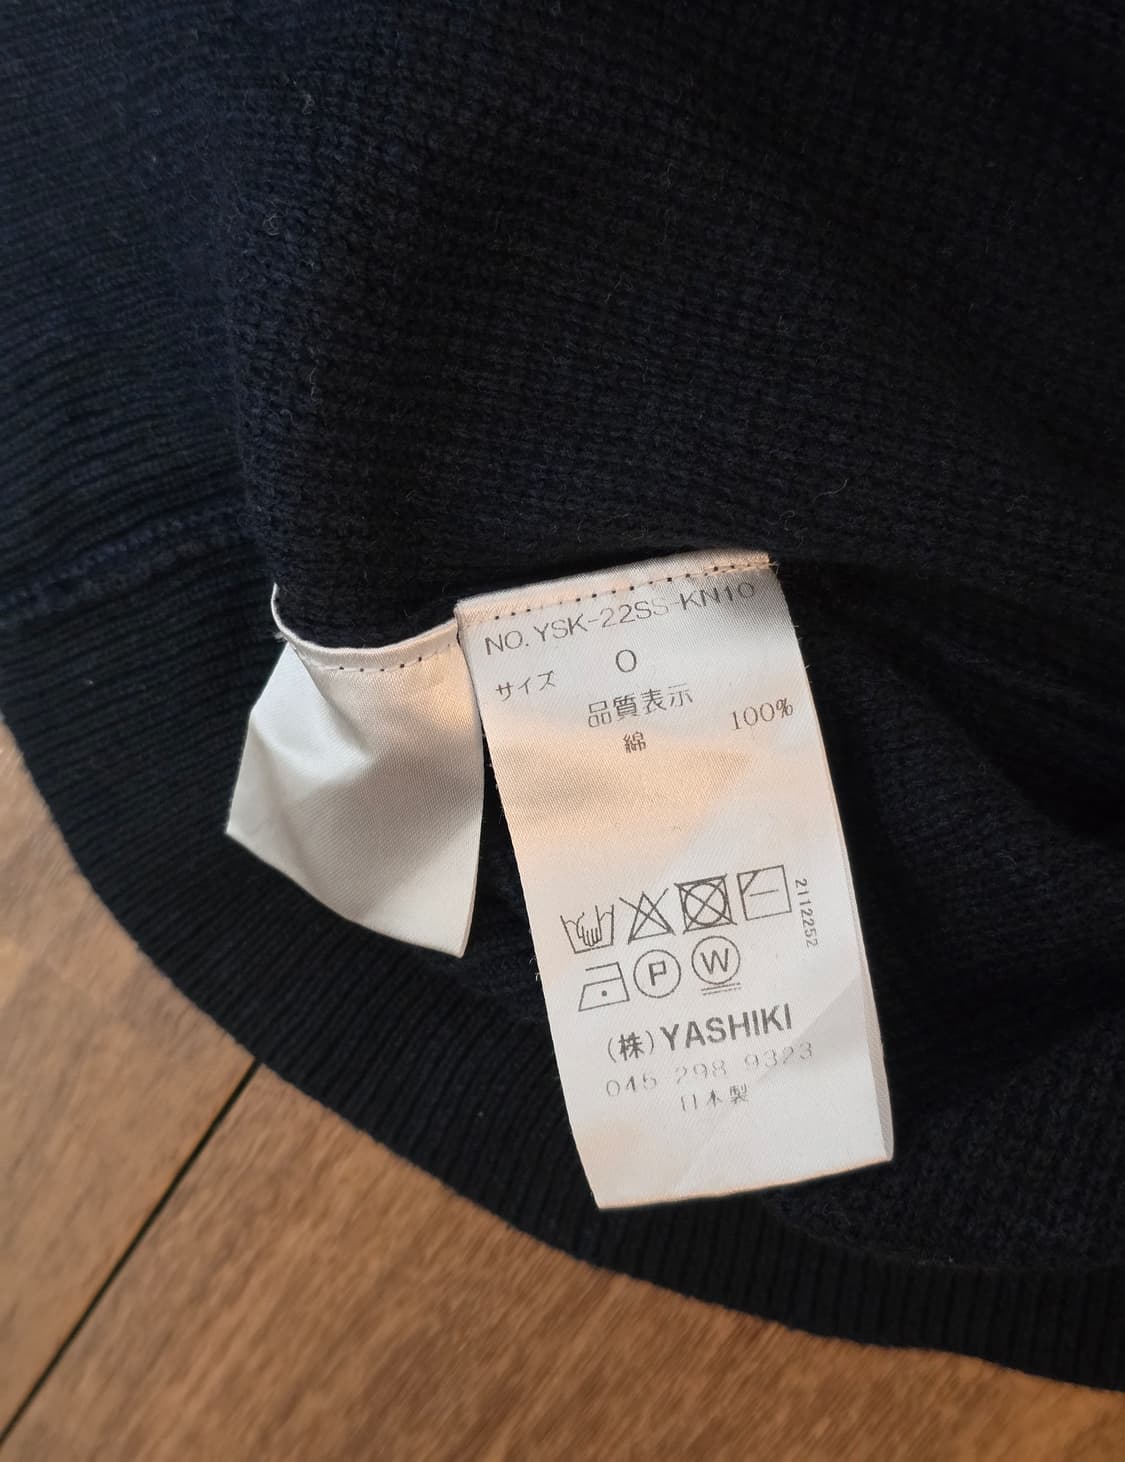 NO. YSK-22SS-KN10
サイズ 0
品質表示
綿 100%
2112252
P W
(株) YASHIKI
045 298 9323
日本製